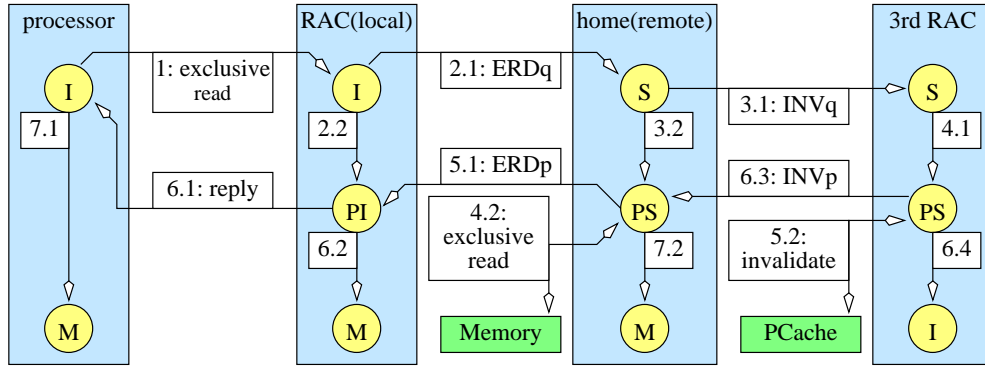 processor
RAC(local)
home(remote)
3rd RAC
1: exclusive
read
2.1: ERDq
I
I
S
S
3.1: INVq
7.1
2.2
3.2
4.1
5.1: ERDp
6.3: INVp
6.1: reply
PI
PS
PS
4.2:
exclusive
read
5.2:
invalidate
6.2
7.2
6.4
M
M
Memory
M
PCache
I